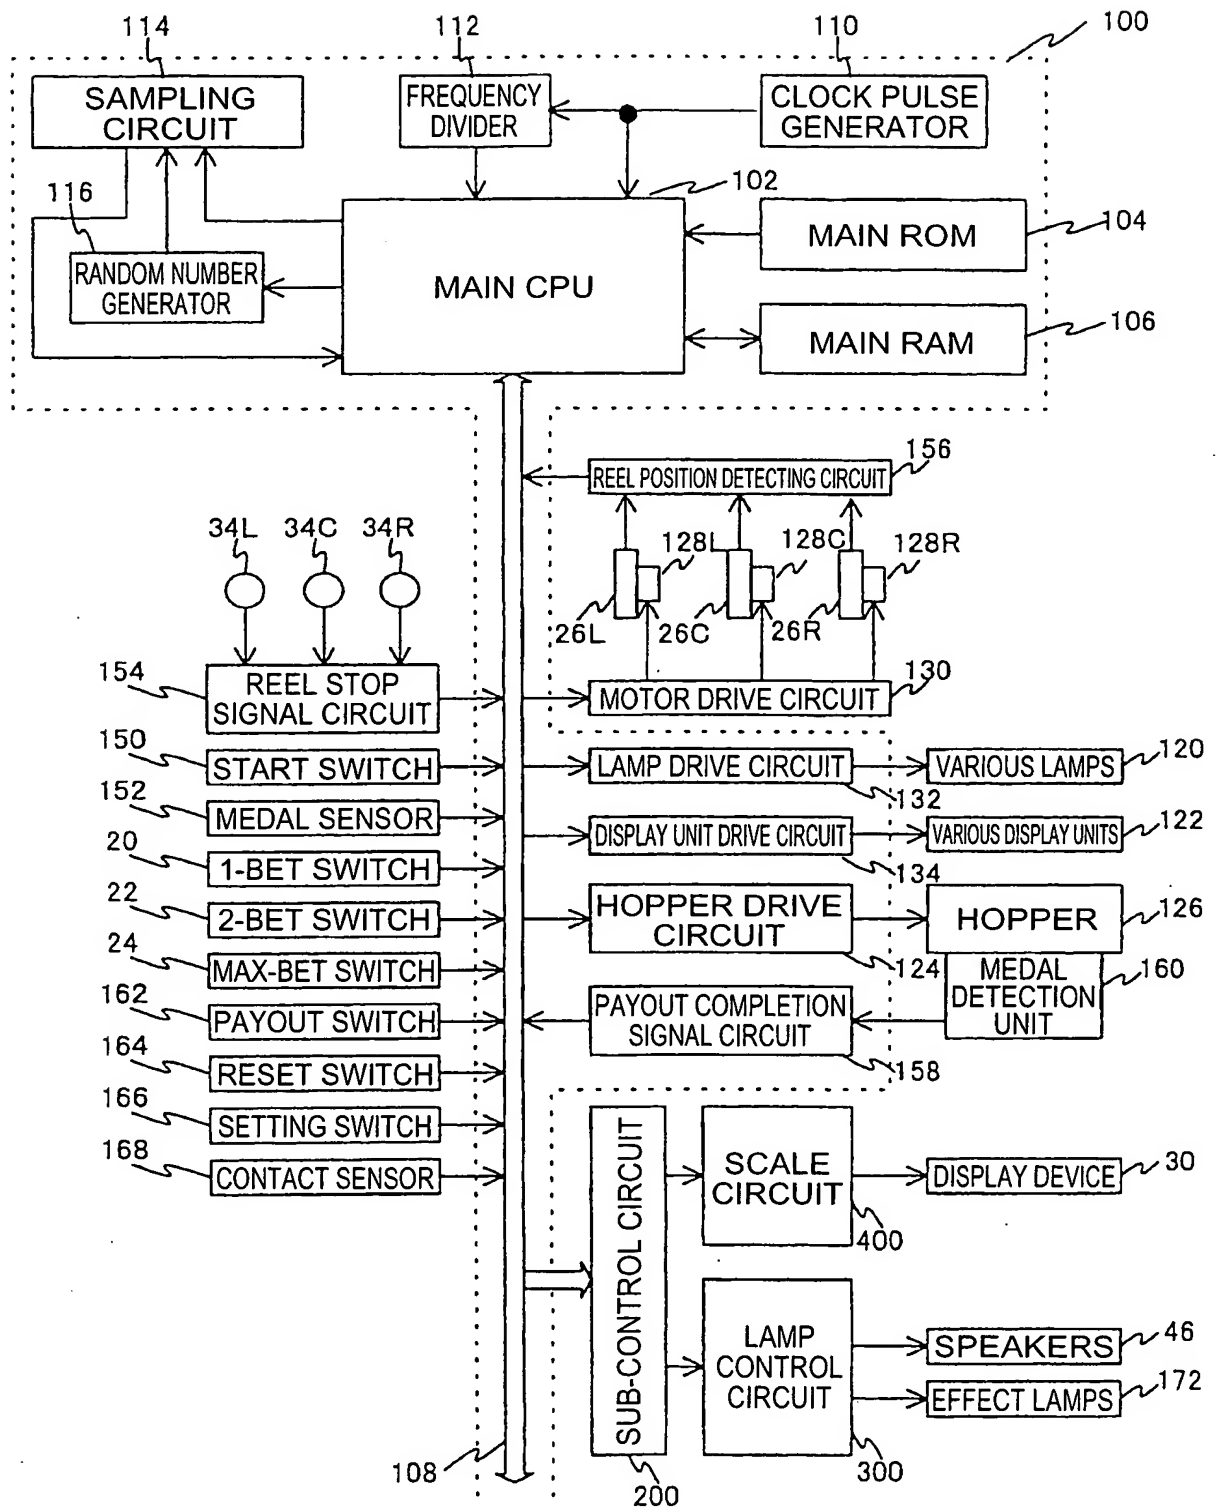 114
112
110
100
SAMPLING
CIRCUIT
FREQUENCY
DIVIDER
CLOCK PULSE
GENERATOR
116
102
104
MAIN ROM
RANDOM NUMBER
GENERATOR
MAIN CPU
106
MAIN RAM
156
REEL POSITION DETECTING CIRCUIT
34L
34C
34R
128L
128C
128R
26L
26C
26R
154
REEL STOP
SIGNAL CIRCUIT
130
MOTOR DRIVE CIRCUIT
150
START SWITCH
LAMP DRIVE CIRCUIT
132
VARIOUS LAMPS
120
152
MEDAL SENSOR
DISPLAY UNIT DRIVE CIRCUIT
134
VARIOUS DISPLAY UNITS
122
20
1-BET SWITCH
22
2-BET SWITCH
HOPPER DRIVE
CIRCUIT
124
HOPPER
126
24
MAX-BET SWITCH
MEDAL
DETECTION
UNIT
160
162
PAYOUT SWITCH
PAYOUT COMPLETION
SIGNAL CIRCUIT
158
164
RESET SWITCH
166
SETTING SWITCH
168
CONTACT SENSOR
SUB-CONTROL CIRCUIT
200
SCALE
CIRCUIT
400
DISPLAY DEVICE
30
LAMP
CONTROL
CIRCUIT
300
SPEAKERS
46
EFFECT LAMPS
172
108